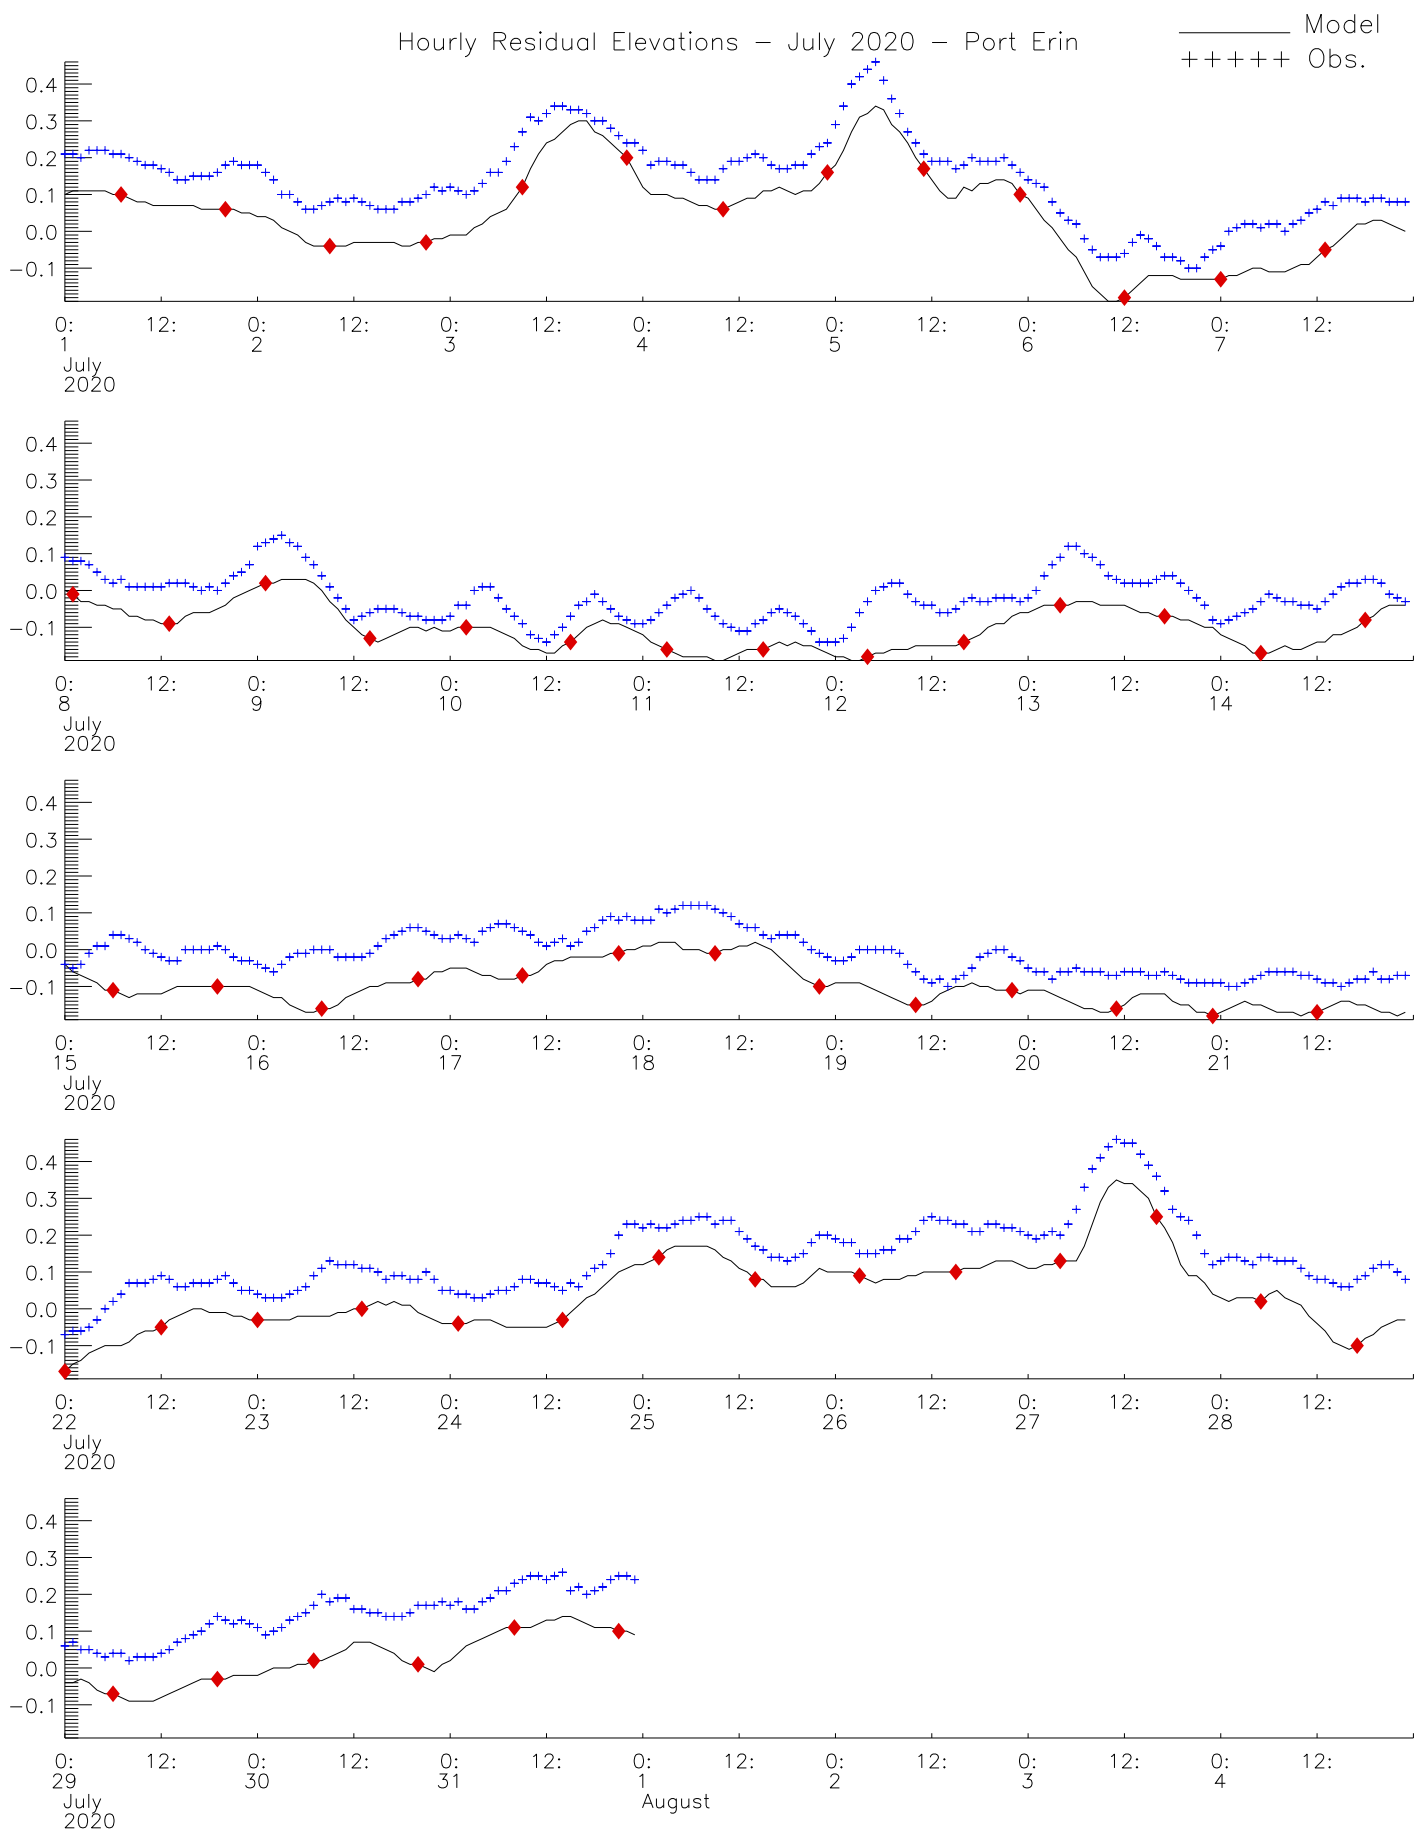 Hourly Residual Elevations – July 2020 – Port Erin
Model
+++++ Obs.
0.4
0.3
0.2
0.1
0.0
−0.1
0: 12: 0: 12: 0: 12: 0: 12: 0: 12: 0: 12: 0: 12:
1 2 3 4 5 6 7
July
2020
0.4
0.3
0.2
0.1
0.0
−0.1
0: 12: 0: 12: 0: 12: 0: 12: 0: 12: 0: 12: 0: 12:
8 9 10 11 12 13 14
July
2020
0.4
0.3
0.2
0.1
0.0
−0.1
0: 12: 0: 12: 0: 12: 0: 12: 0: 12: 0: 12: 0: 12:
15 16 17 18 19 20 21
July
2020
0.4
0.3
0.2
0.1
0.0
−0.1
0: 12: 0: 12: 0: 12: 0: 12: 0: 12: 0: 12: 0: 12:
22 23 24 25 26 27 28
July
2020
0.4
0.3
0.2
0.1
0.0
−0.1
0: 12: 0: 12: 0: 12: 0: 12: 0: 12: 0: 12: 0: 12:
29 30 31 1 2 3 4
July August
2020